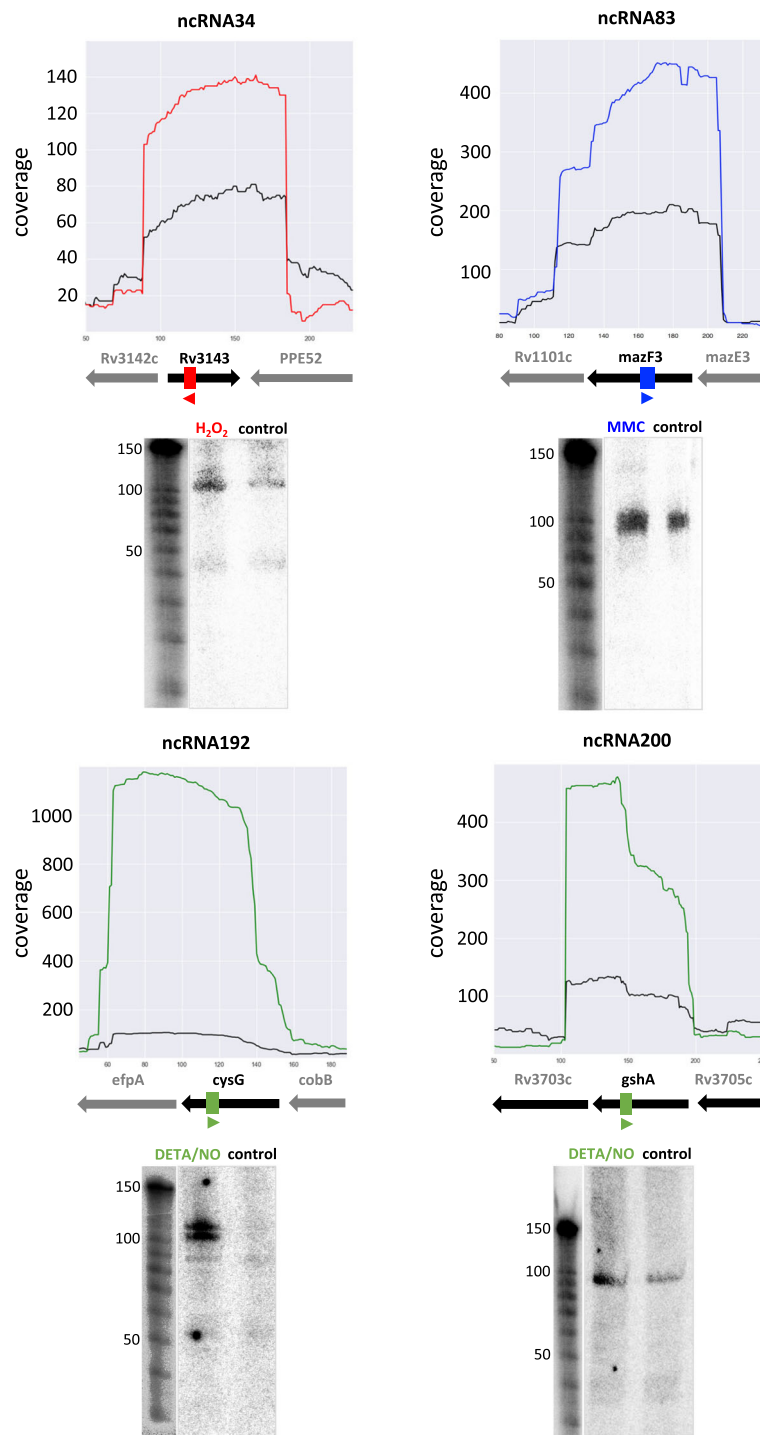 ncRNA34
coverage
140
120
100
80
60
40
20
50 100 150 200
Rv3142c Rv3143 PPE52
H₂O₂ control
150
100
50
ncRNA83
coverage
400
300
200
100
80 100 120 140 160 180 200 220
Rv1101c mazF3 mazE3
MMC control
150
100
50
ncRNA192
coverage
1000
800
600
400
200
60 80 100 120 140 160 180
efpA cysG cobB
DETA/NO control
150
100
50
ncRNA200
coverage
400
300
200
100
50 100 150 200
Rv3703c gshA Rv3705c
DETA/NO control
150
100
50